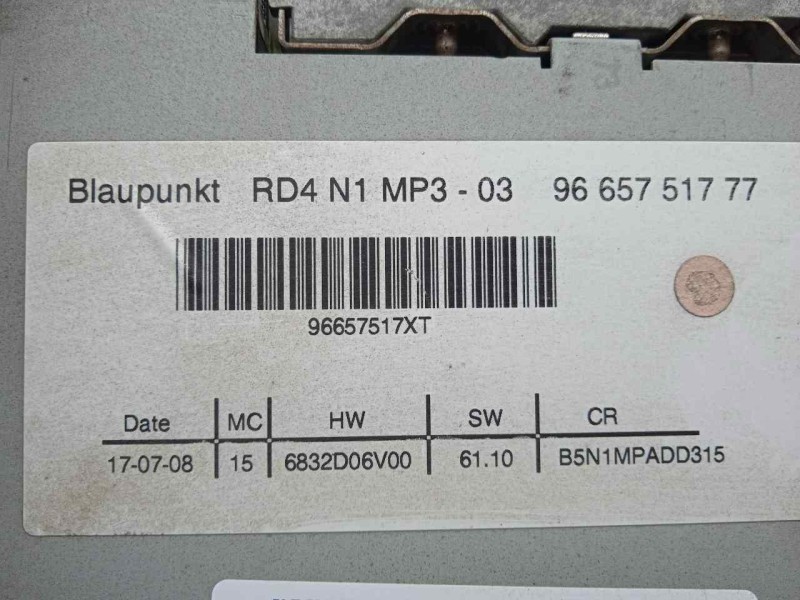 Blaupunkt RD4 N1 MP3 - 03 96 657 517 77
96657517XT
Date MC HW SW CR
17-07-08 15 6832D06V00 61.10 B5N1MPADD315